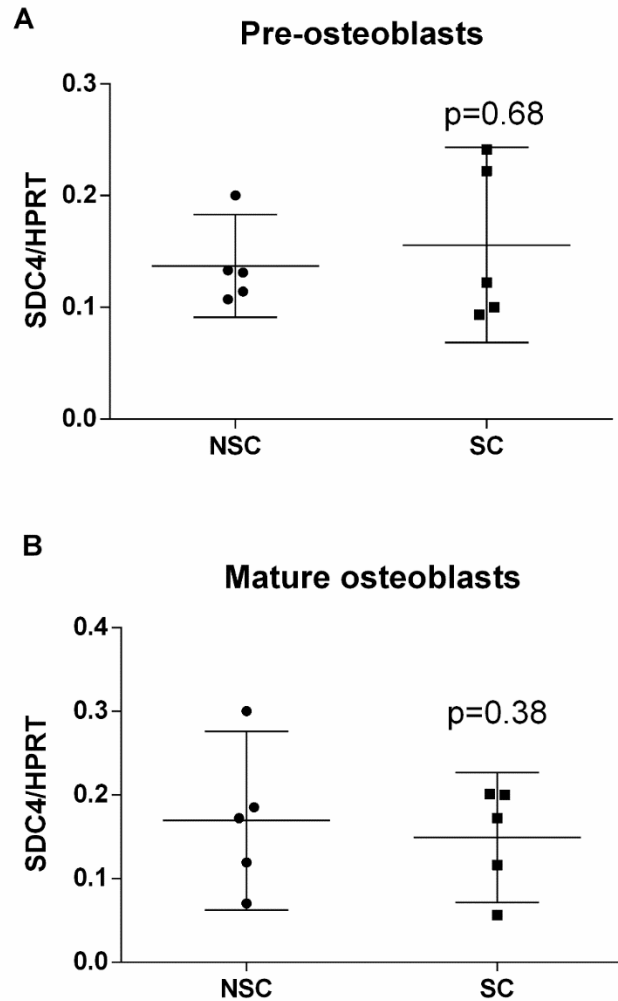 A
Pre-osteoblasts
0.3
p=0.68
0.2
SDC4/HPRT
0.1
0.0
NSC SC
B
Mature osteoblasts
0.4
0.3
p=0.38
SDC4/HPRT
0.2
0.1
0.0
NSC SC